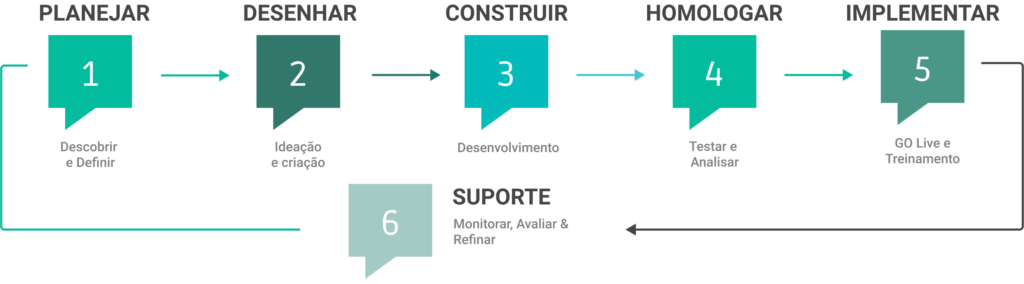 PLANEJAR
1
Descobrir
e Definir
DESENHAR
2
Ideação
e criação
CONSTRUIR
3
Desenvolvimento
HOMOLOGAR
4
Testar e
Analisar
IMPLEMENTAR
5
GO Live e
Treinamento
6
SUPORTE
Monitorar, Avaliar &
Refinar